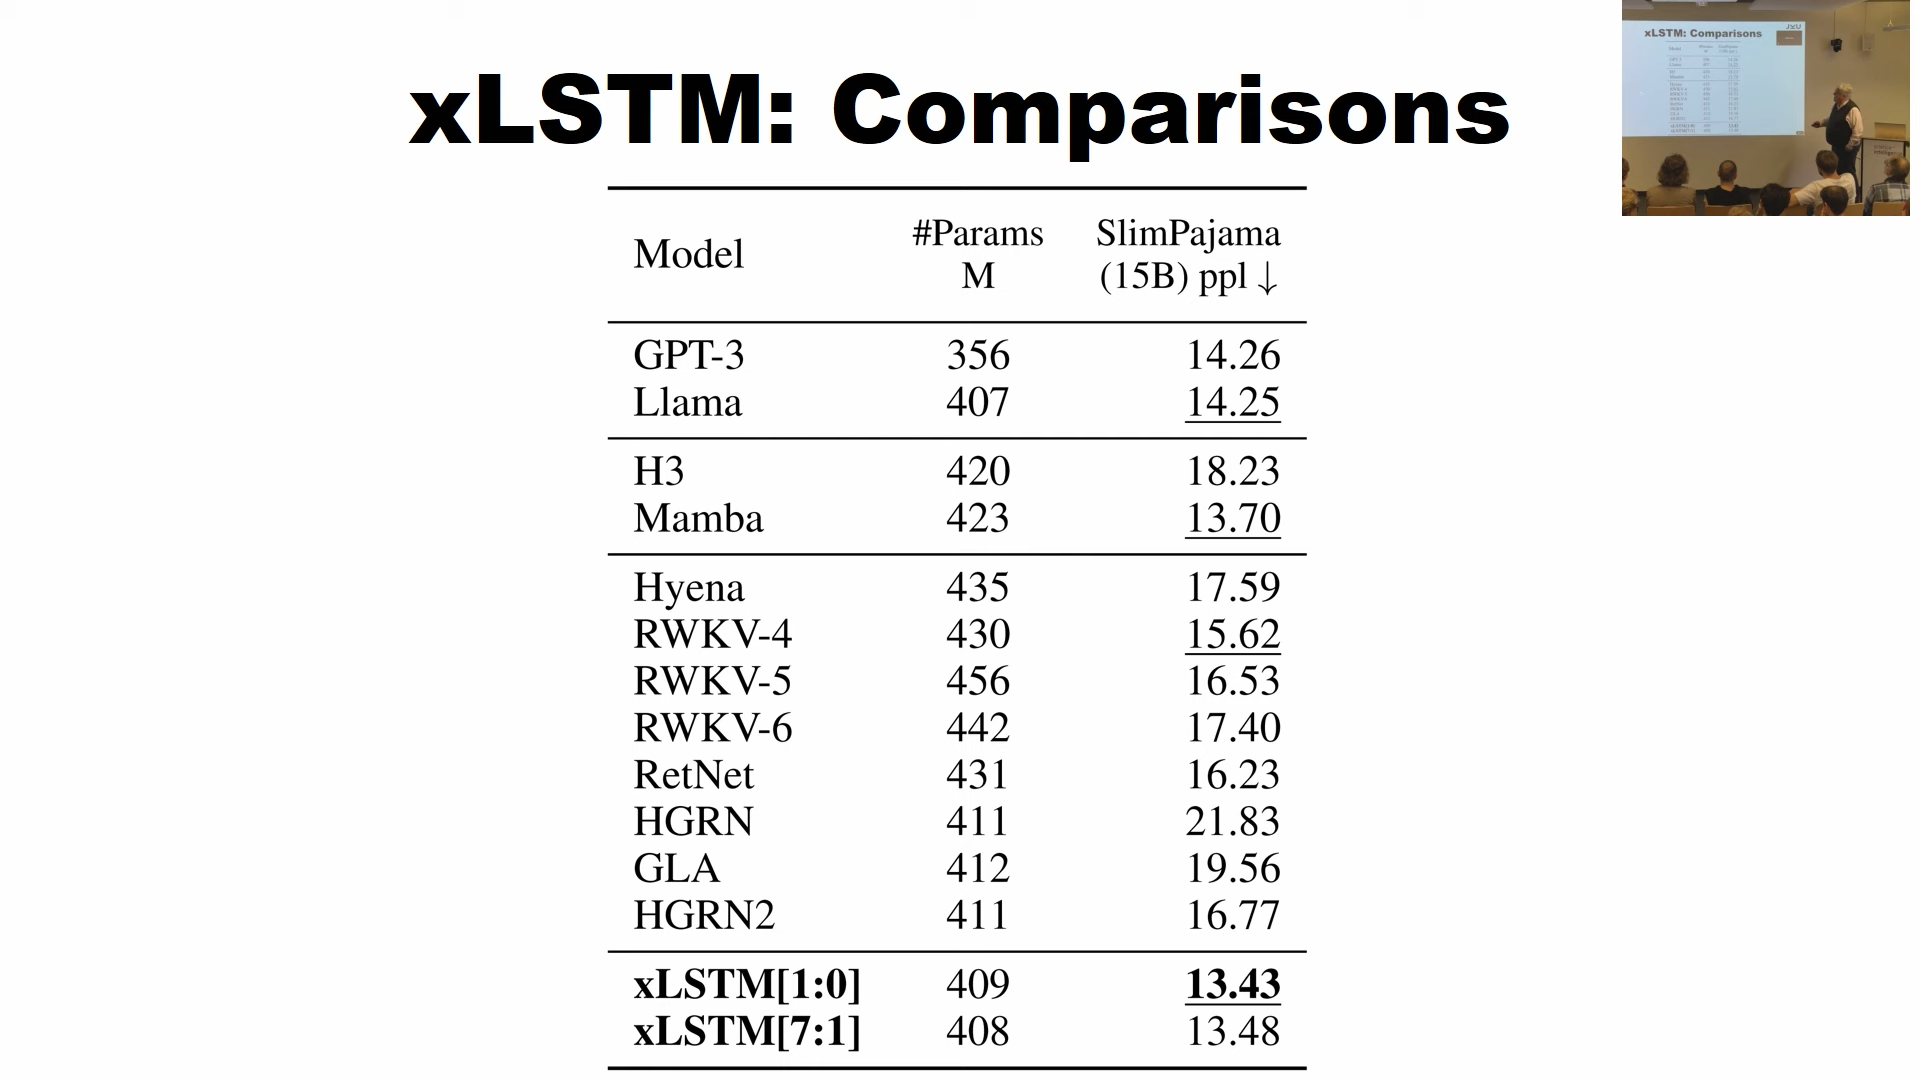 xLSTM: Comparisons
Model #Params M SlimPajama (15B) ppl ↓
GPT-3 356 14.26
Llama 407 14.25
H3 420 18.23
Mamba 423 13.70
Hyena 435 17.59
RWKV-4 430 15.62
RWKV-5 456 16.53
RWKV-6 442 17.40
RetNet 431 16.23
HGRN 411 21.83
GLA 412 19.56
HGRN2 411 16.77
xLSTM[1:0] 409 13.43
xLSTM[7:1] 408 13.48
xLSTM: Comparisons
JKU